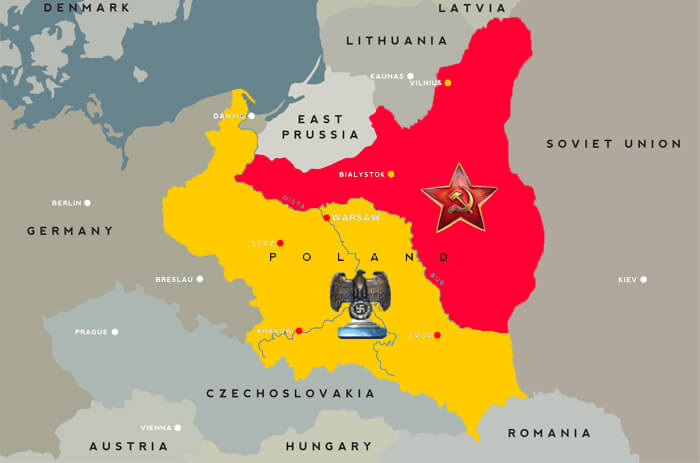 DENMARK
LATVIA
LITHUANIA
KAUNAS
VILNIUS
DANZIG
EAST
PRUSSIA
SOVIET UNION
BIALYSTOK
BERLIN
WISŁA
WARSAW
GERMANY
LODZ
POLAND
BRESLAU
BUG
KIEV
PRAGUE
KRAKOW
LVOV
CZECHOSLOVAKIA
VIENNA
ROMANIA
AUSTRIA
HUNGARY